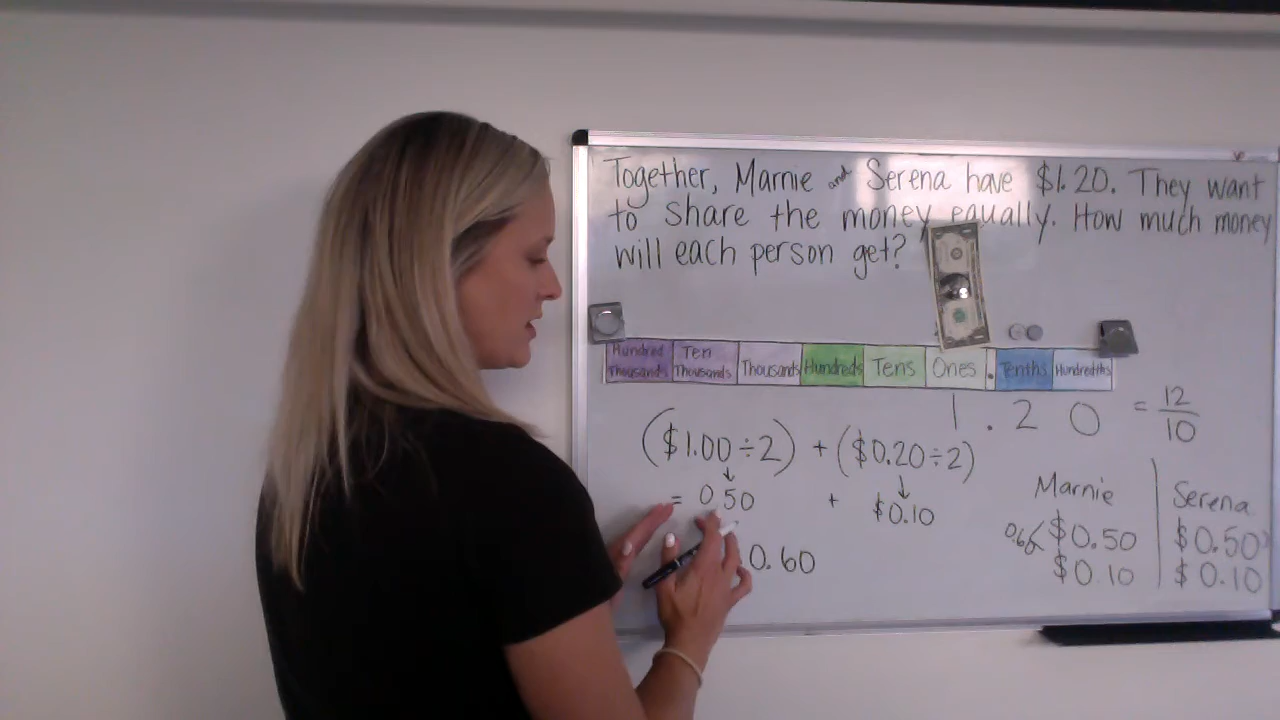 Together, Marnie and Serena have $1.20. They want
to share the money equally. How much money
will each person get?
Hundred Thousands Ten Thousands Thousands Hundreds Tens Ones . Tenths Hundredths
1 . 2 0 = 12/10
($1.00÷2) + ($0.20÷2)
= 0.50 + $0.10
0.60
Marnie Serena
$0.50 $0.50
$0.10 $0.10